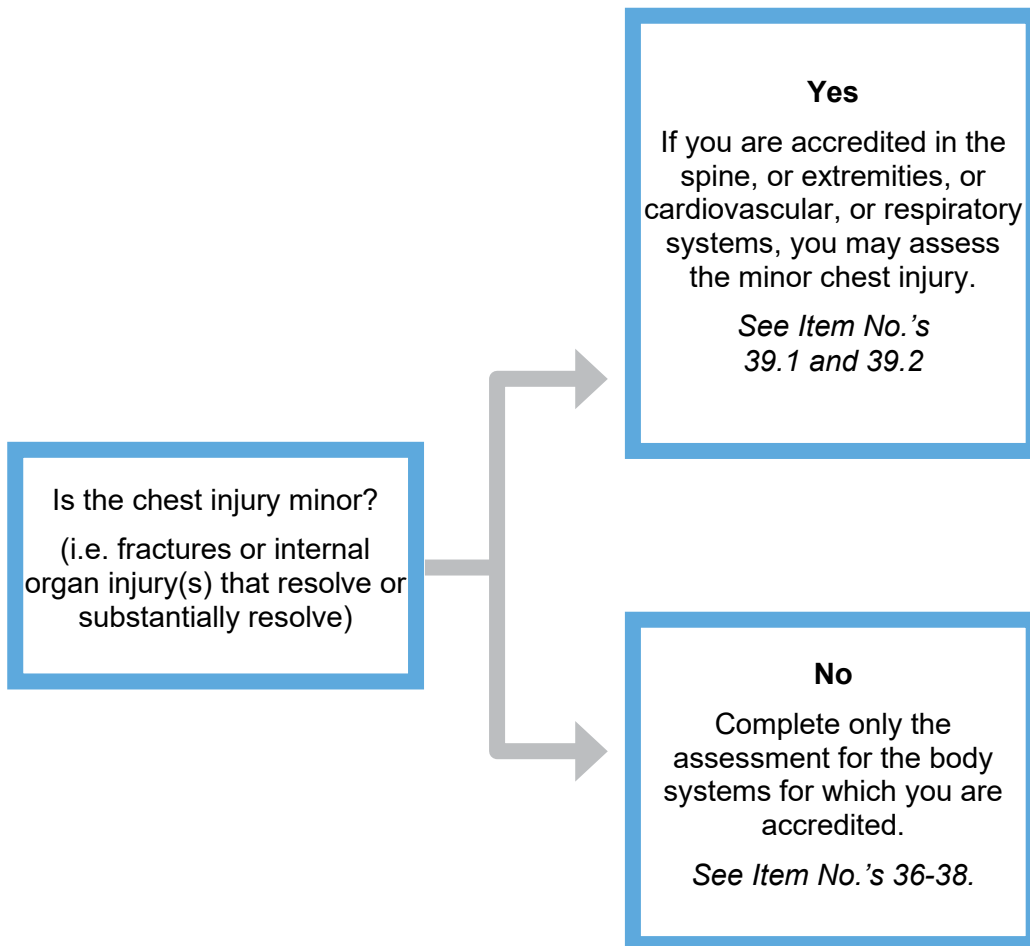 Is the chest injury minor?
(i.e. fractures or internal
organ injury(s) that resolve or
substantially resolve)
Yes
If you are accredited in the
spine, or extremities, or
cardiovascular, or respiratory
systems, you may assess
the minor chest injury.
See Item No.'s
39.1 and 39.2
No
Complete only the
assessment for the body
systems for which you are
accredited.
See Item No.'s 36-38.